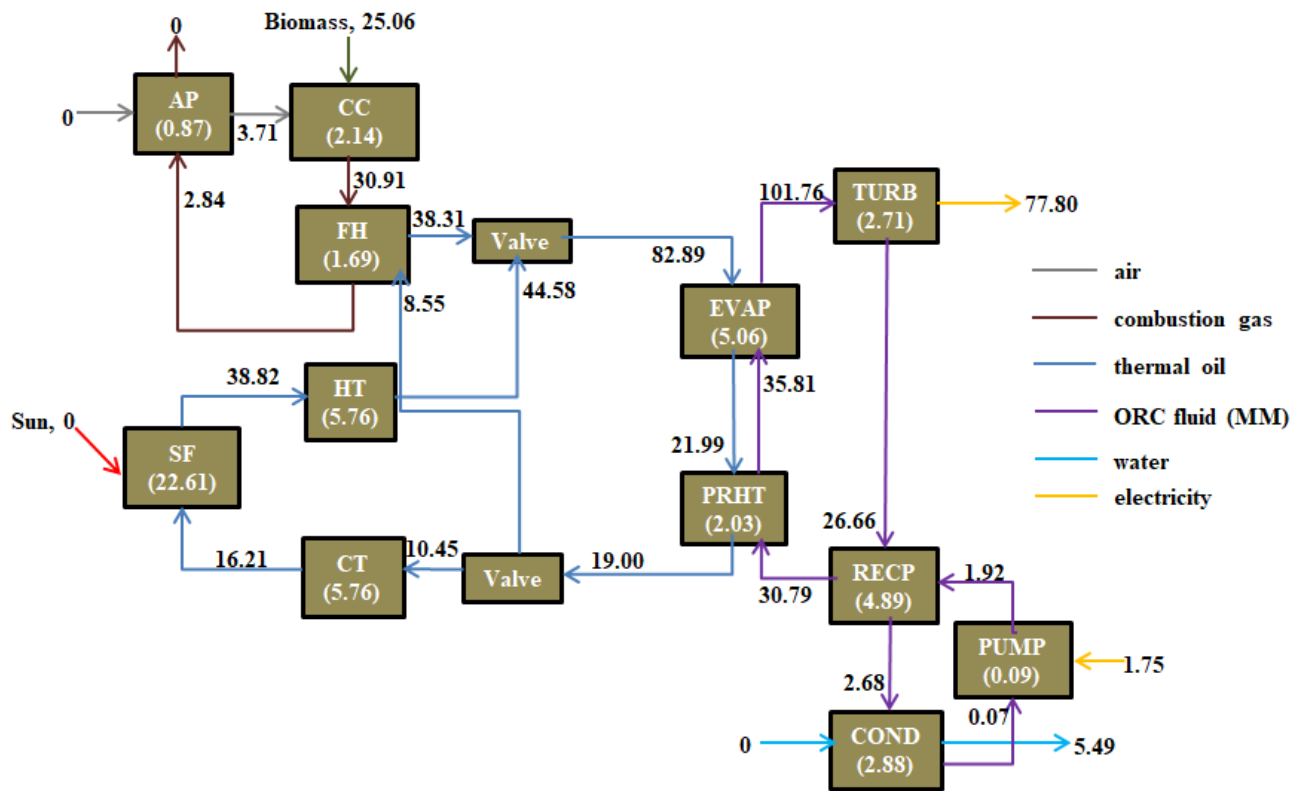 0
Biomass, 25.06
AP
(0.87)
0
3.71
CC
(2.14)
2.84
30.91
FH
(1.69)
38.31
Valve
8.55
44.58
82.89
101.76
TURB
(2.71)
77.80
EVAP
(5.06)
35.81
air
combustion gas
thermal oil
ORC fluid (MM)
water
electricity
38.82
HT
(5.76)
Sun, 0
SF
(22.61)
21.99
PRHT
(2.03)
26.66
16.21
CT
(5.76)
10.45
Valve
19.00
30.79
RECP
(4.89)
1.92
PUMP
(0.09)
1.75
2.68
0.07
0
COND
(2.88)
5.49